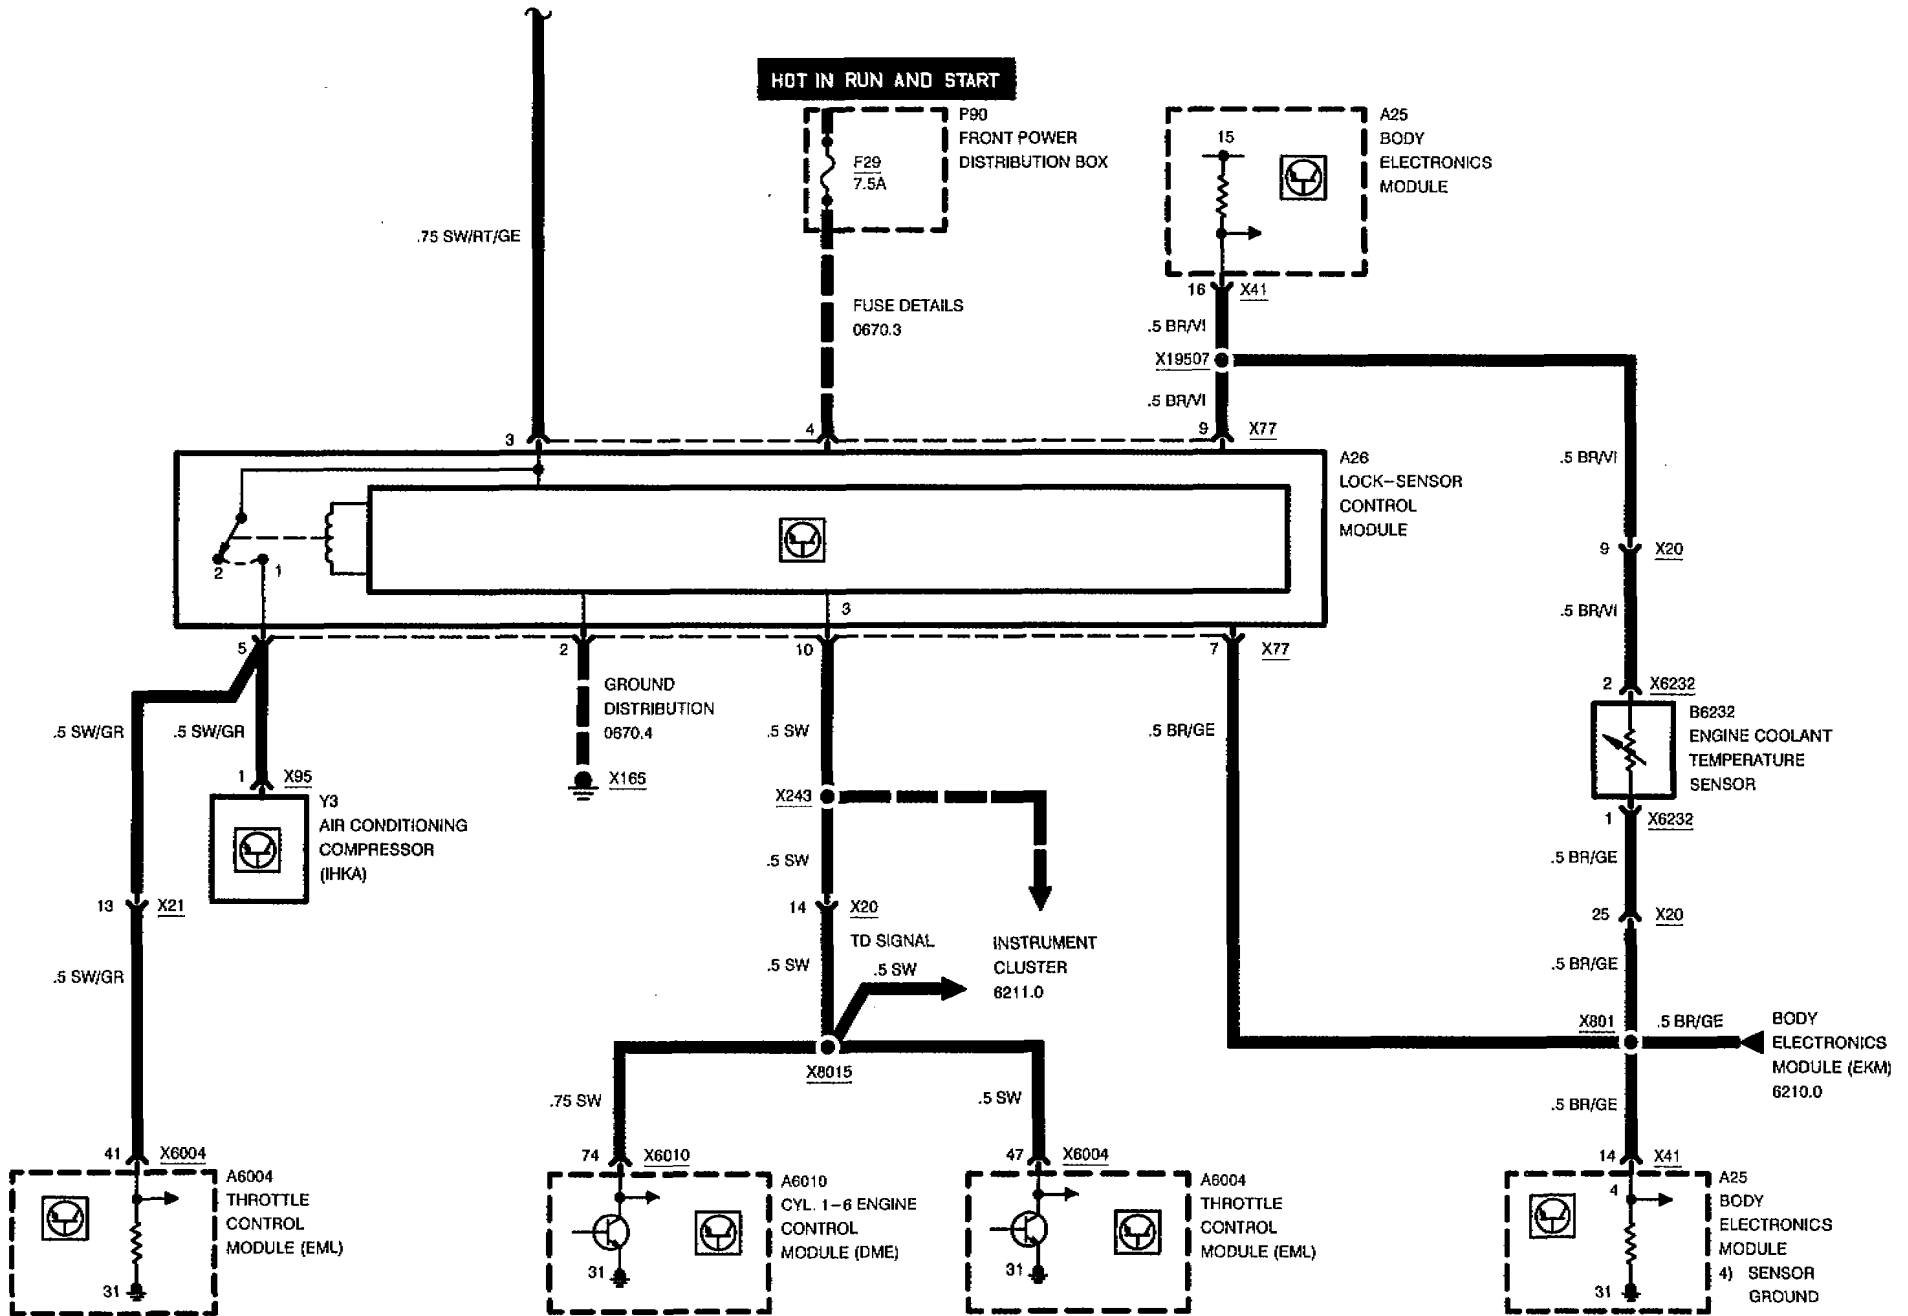 HOT IN RUN AND START
P90
FRONT POWER
DISTRIBUTION BOX
F29
7.5A
A25
BODY
ELECTRONICS
MODULE
15
.75 SW/RT/GE
FUSE DETAILS
0670.3
16 X41
.5 BR/VI
X19507
.5 BR/VI
3
4
9 X77
A26
LOCK-SENSOR
CONTROL
MODULE
.5 BR/VI
9 X20
.5 BR/VI
2
1
3
5
2
10
7 X77
GROUND
DISTRIBUTION
0670.4
X165
.5 SW/GR
.5 SW/GR
.5 SW
.5 BR/GE
2 X6232
B6232
ENGINE COOLANT
TEMPERATURE
SENSOR
1 X6232
1 X95
Y3
AIR CONDITIONING
COMPRESSOR
(IHKA)
X243
.5 SW
.5 BR/GE
13 X21
14 X20
25 X20
TD SIGNAL
.5 SW
INSTRUMENT
CLUSTER
6211.0
.5 SW/GR
.5 SW
.5 BR/GE
X801
.5 BR/GE
BODY
ELECTRONICS
MODULE (EKM)
6210.0
X8015
.75 SW
.5 SW
.5 BR/GE
41 X6004
A6004
THROTTLE
CONTROL
MODULE (EML)
31
74 X6010
A6010
CYL. 1-6 ENGINE
CONTROL
MODULE (DME)
31
47 X6004
A6004
THROTTLE
CONTROL
MODULE (EML)
31
14 X41
4
A25
BODY
ELECTRONICS
MODULE
4) SENSOR
GROUND
31